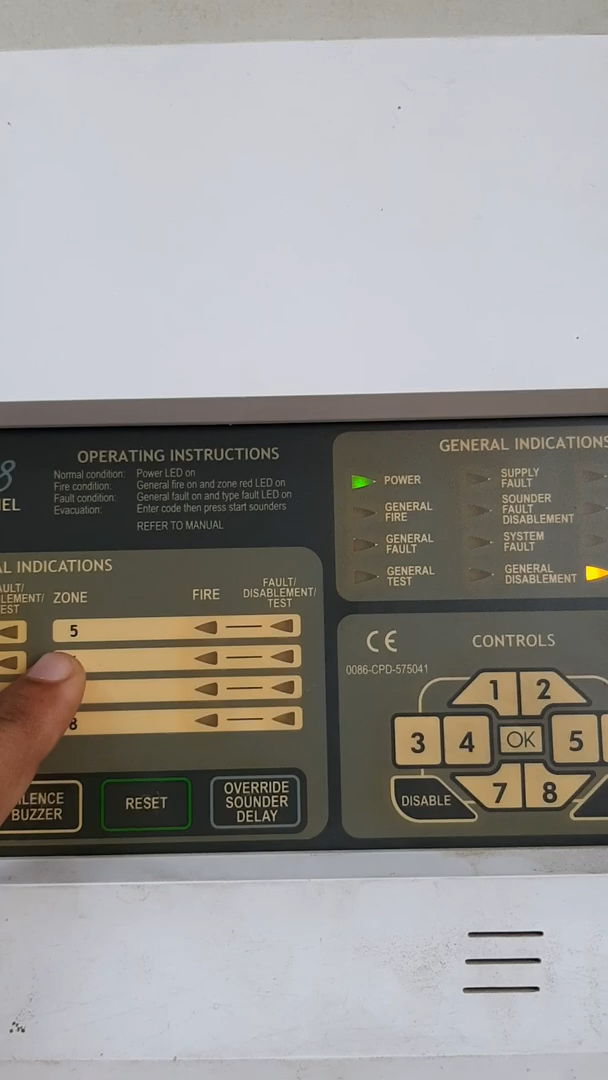 8
OPERATING INSTRUCTIONS
Normal condition: Power LED on
Fire condition: General fire on and zone red LED on
Fault condition: General fault on and type fault LED on
Evacuation: Enter code then press start sounders
REFER TO MANUAL
GENERAL INDICATIONS
POWER
SUPPLY
FAULT
GENERAL
FIRE
SOUNDER
FAULT
DISABLEMENT
GENERAL
FAULT
SYSTEM
FAULT
GENERAL
TEST
GENERAL
DISABLEMENT
INDICATIONS
ZONE
FIRE
FAULT/
DISABLEMENT/
TEST
5
8
BUZZER
RESET
OVERRIDE
SOUNDER
DELAY
CE
0086-CPD-575041
CONTROLS
1 2
3 4 OK 5
DISABLE 7 8